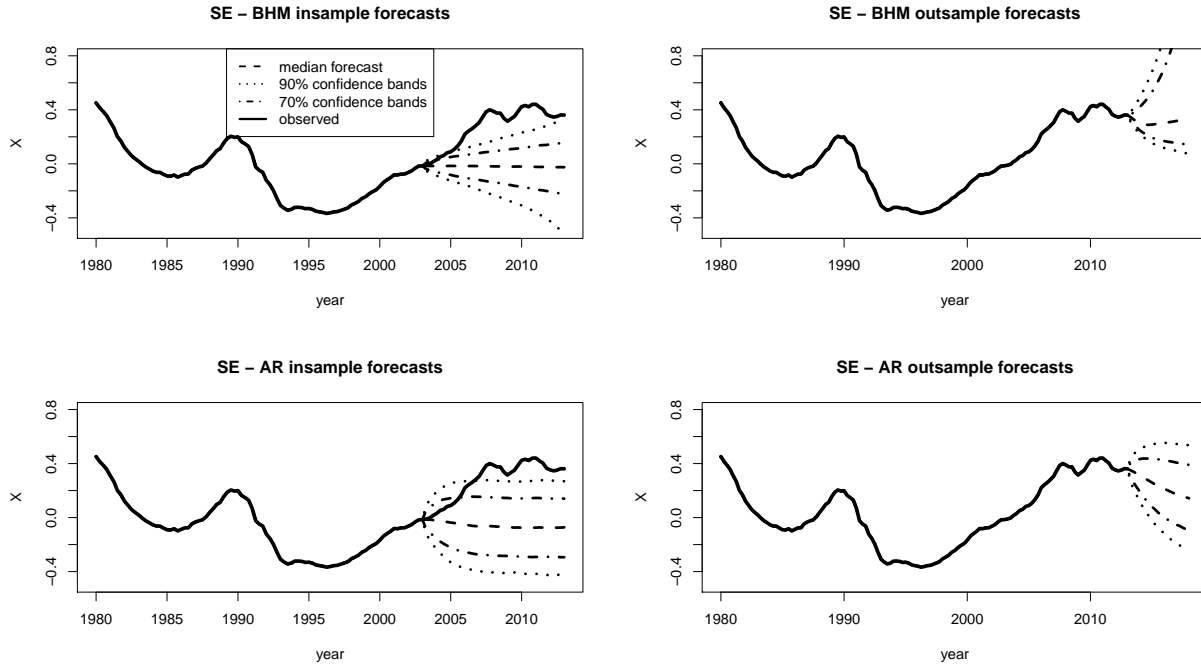 SE – BHM insample forecasts
X
0.8
0.4
0.0
−0.4
median forecast
90% confidence bands
70% confidence bands
observed
1980 1985 1990 1995 2000 2005 2010
year
SE – BHM outsample forecasts
X
0.8
0.4
0.0
−0.4
1980 1990 2000 2010
year
SE – AR insample forecasts
X
0.8
0.4
0.0
−0.4
1980 1985 1990 1995 2000 2005 2010
year
SE – AR outsample forecasts
X
0.8
0.4
0.0
−0.4
1980 1990 2000 2010
year